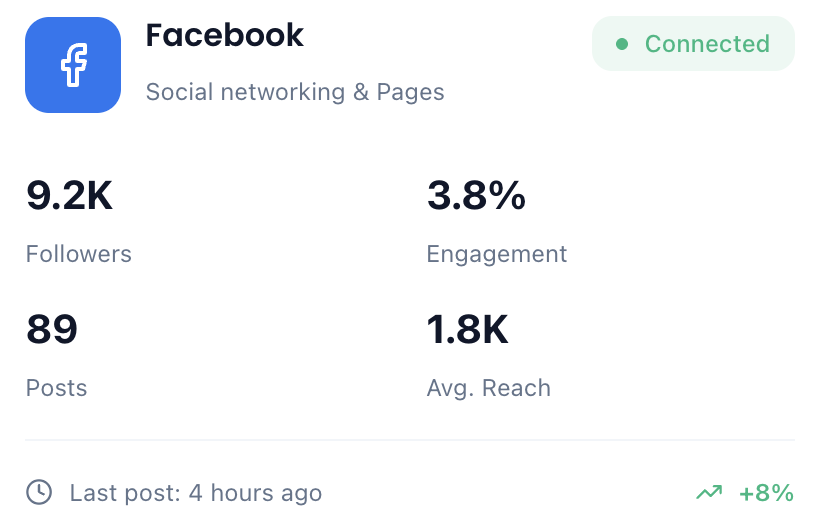 Facebook
Connected
Social networking & Pages
9.2K
3.8%
Followers
Engagement
89
1.8K
Posts
Avg. Reach
Last post: 4 hours ago
+8%